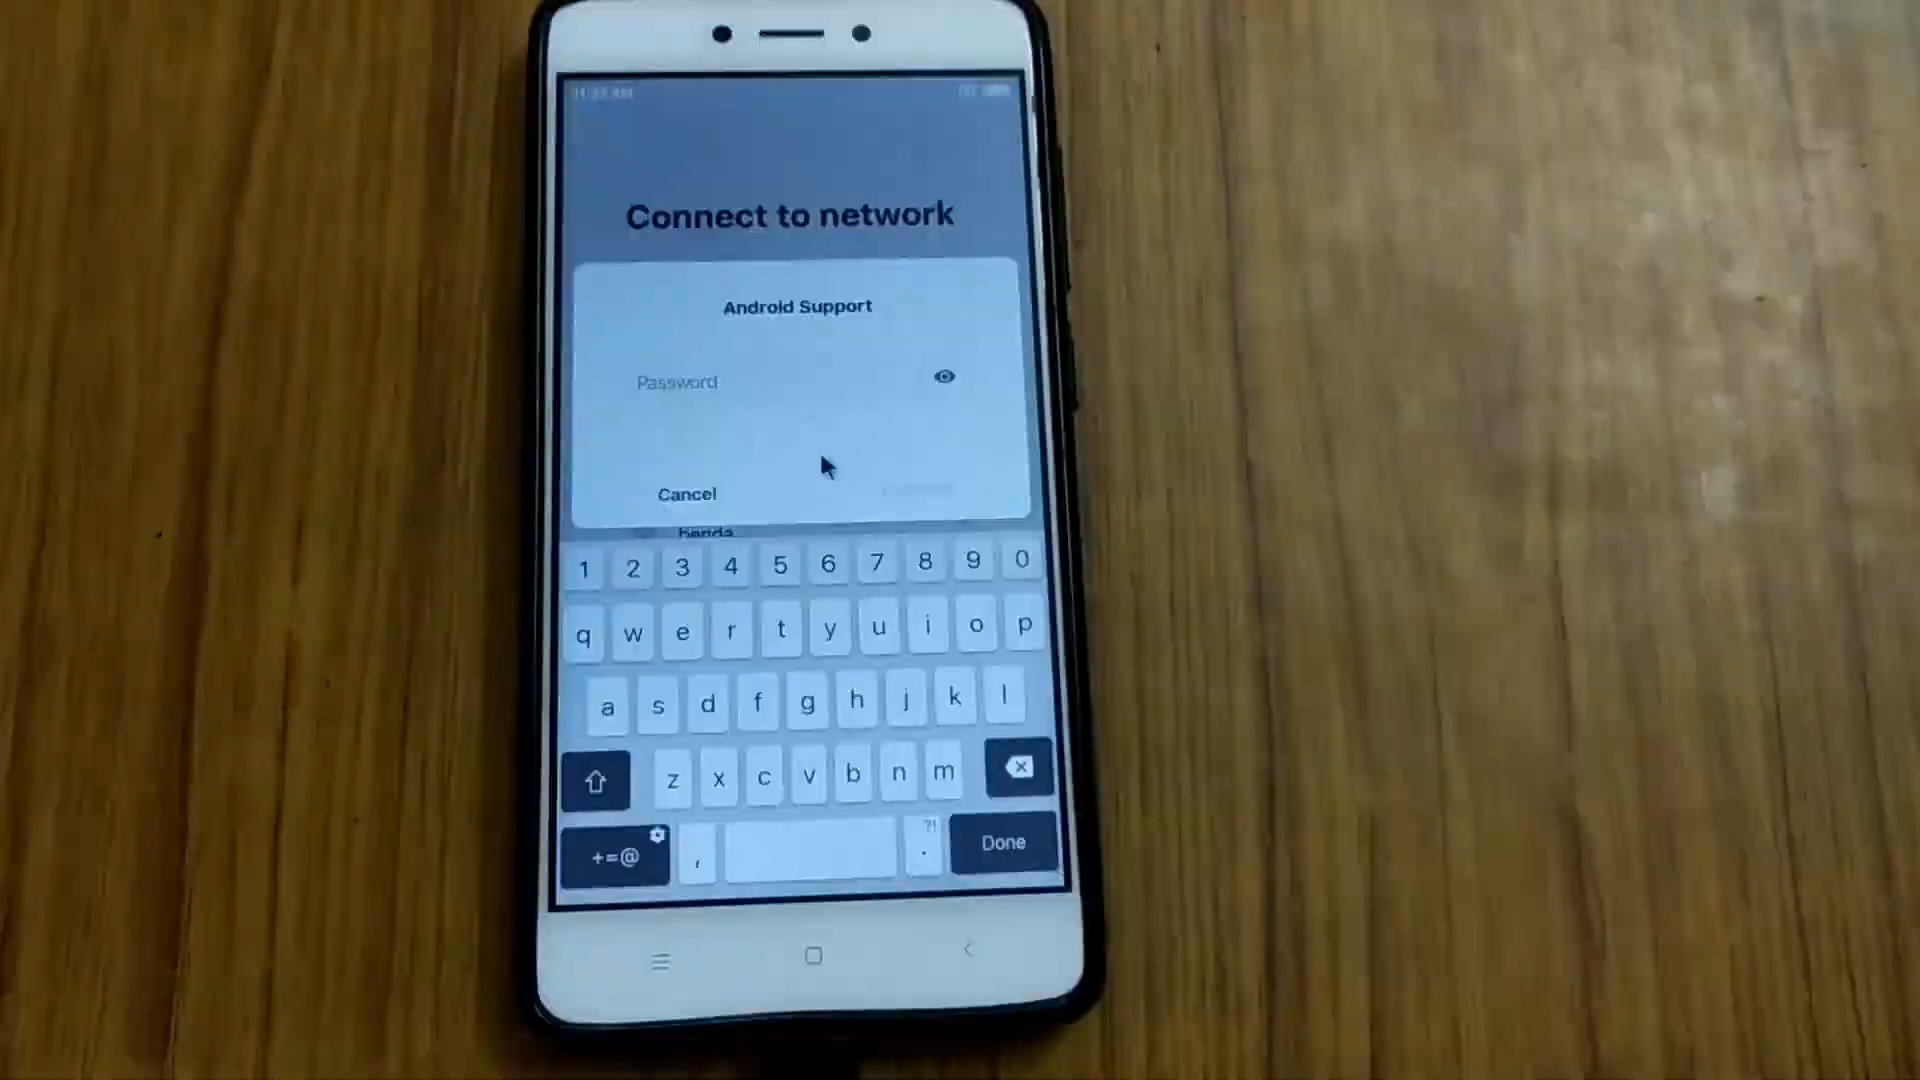 Connect to network
Android Support
Password
Cancel
1 2 3 4 5 6 7 8 9 0
q w e r t y u i o p
a s d f g h j k l
z x c v b n m
+=@ , ?! . Done